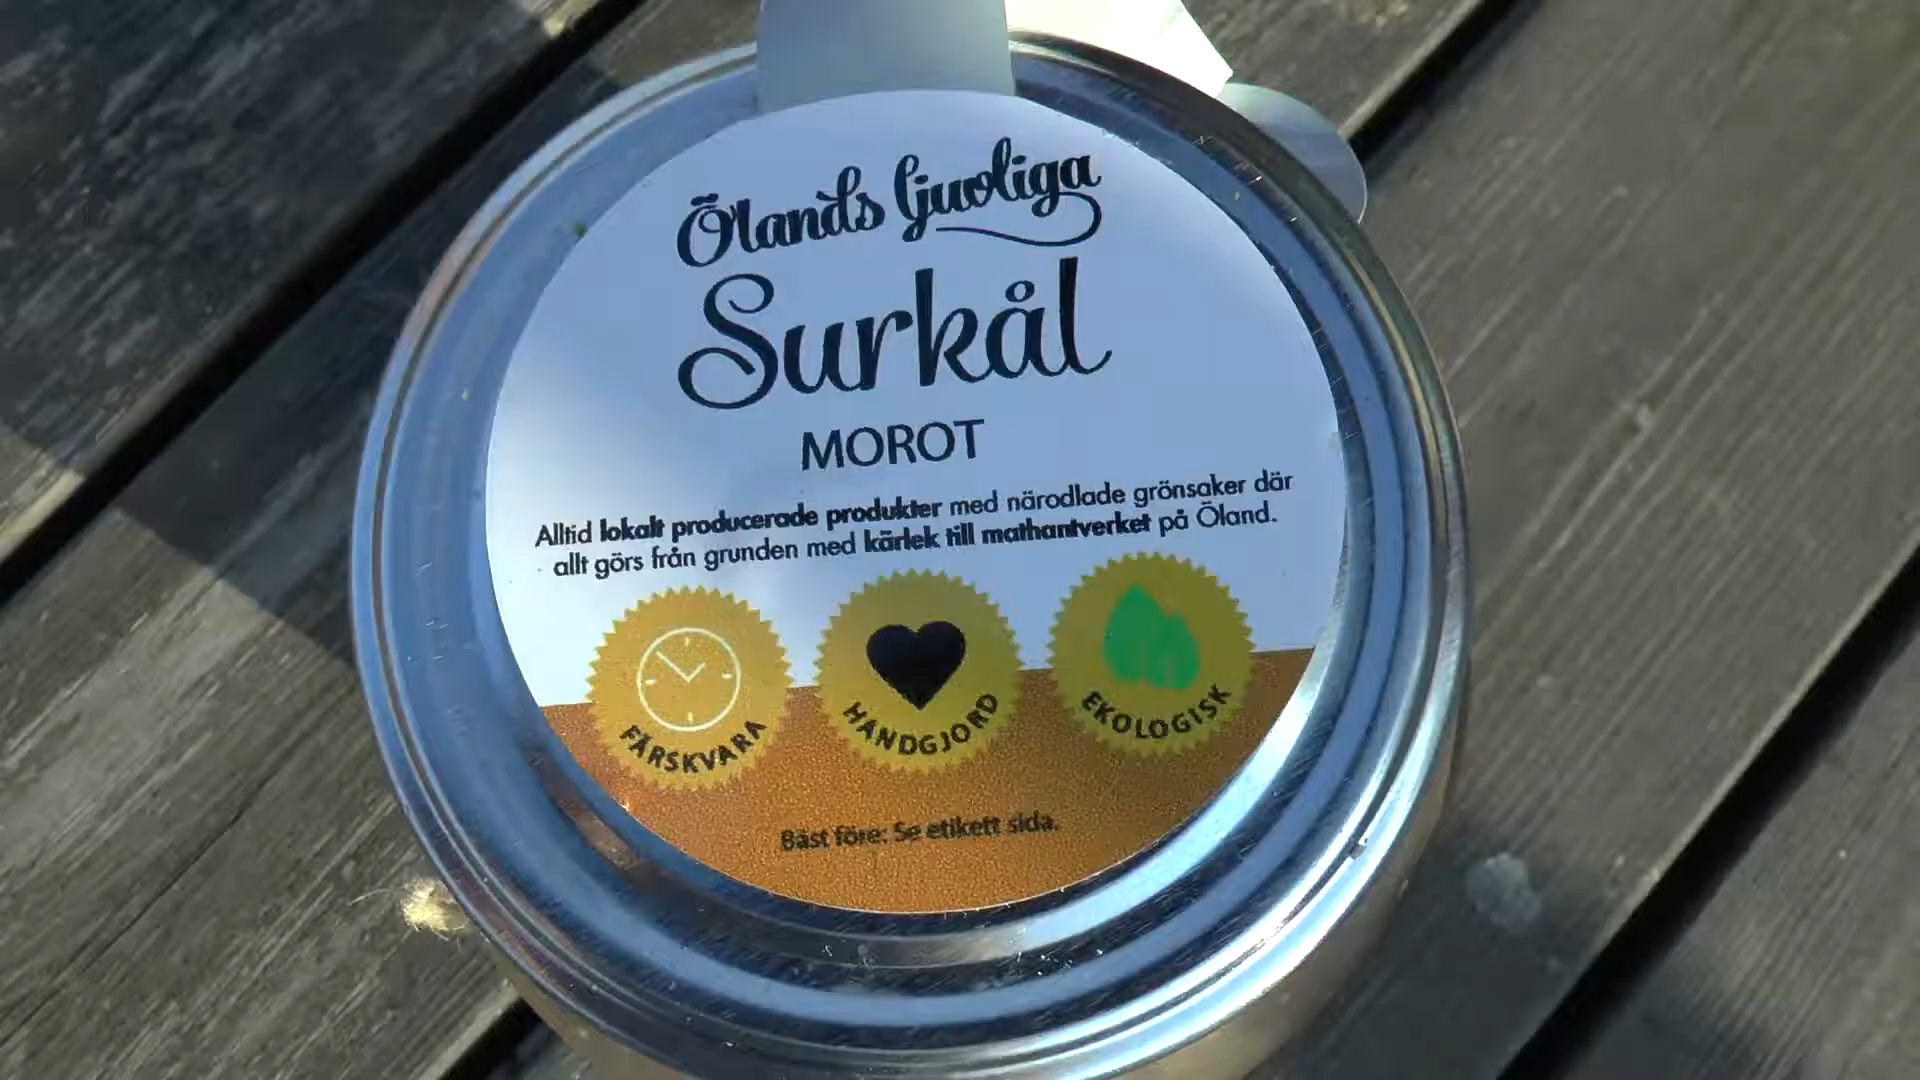 Ölands ljuvliga
Surkål
MOROT
Alltid lokalt producerade produkter med närodlade grönsaker där
allt görs från grunden med kärlek till mathantverket på Öland.
FÄRSKVARA
HANDGJORD
EKOLOGISK
Bäst före: Se etikett sida.